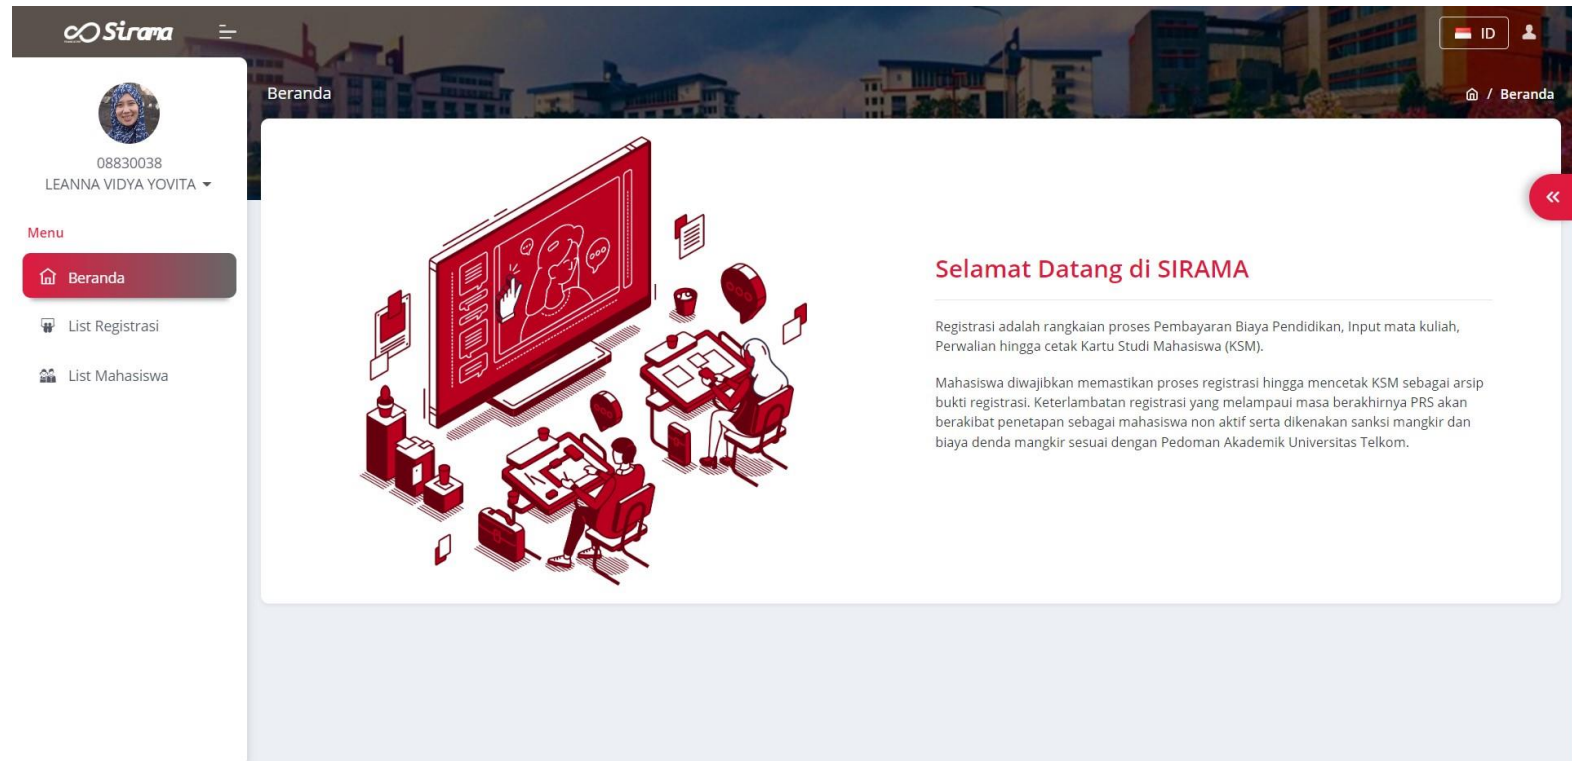 Sirama
ID
08830038
LEANNA VIDYA YOVITA
Menu
Beranda
List Registrasi
List Mahasiswa
Beranda
/ Beranda
Selamat Datang di SIRAMA
Registrasi adalah rangkaian proses Pembayaran Biaya Pendidikan, Input mata kuliah,
Perwalian hingga cetak Kartu Studi Mahasiswa (KSM).
Mahasiswa diwajibkan memastikan proses registrasi hingga mencetak KSM sebagai arsip
bukti registrasi. Keterlambatan registrasi yang melampaui masa berakhirnya PRS akan
berakibat penetapan sebagai mahasiswa non aktif serta dikenakan sanksi mangkir dan
biaya denda mangkir sesuai dengan Pedoman Akademik Universitas Telkom.